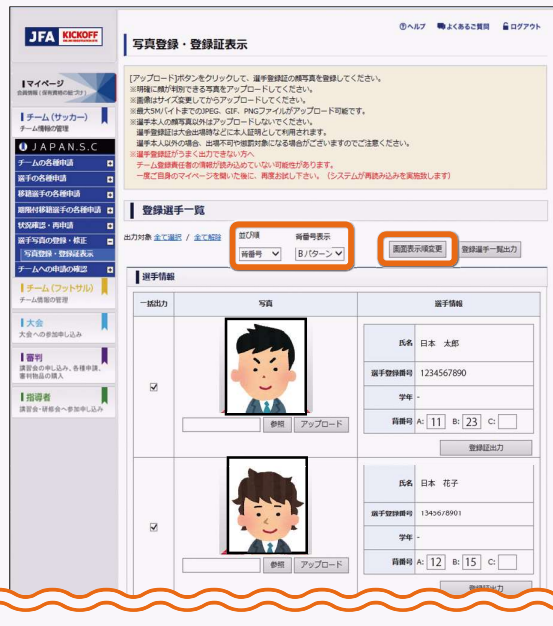 JFA KICKOFF
ヘルプ よくあるご質問 ログアウト
写真登録・登録証表示
マイページ
会員情報（保有資格の紐づけ）
チーム（サッカー）
チーム情報の管理
J A P A N . S . C
チームの各種申請
選手の各種申請
移籍選手の各種申請
期限付移籍選手の各種申請
状況確認・再申請
選手写真の登録・修正
写真登録・登録証表示
チームへの申請の確認
チーム（フットサル）
チーム情報の管理
大会
大会への参加申し込み
審判
講習会の申し込み、各種申請、
審判物品の購入
指導者
講習会・研修会へ参加申し込み
[アップロード]ボタンをクリックして、選手登録証の顔写真を登録してください。
※明確に顔が判別できる写真をアップロードしてください。
※画像はサイズ変更してからアップロードしてください。
※最大5MバイトまでのJPEG、GIF、PNGファイルがアップロード可能です。
※選手本人の顔写真以外はアップロードしないでください。
選手登録証は大会出場時などに本人証明として利用されます。
選手本人以外の場合、出場不可や懲罰対象になる場合がございますのでご注意ください。
※選手登録証がうまく出力できない方へ
チーム登録責任者の情報が読み込めていない可能性があります。
一度ご自身のマイページを開いた後に、再度お試し下さい。（システムが再読み込みを実施致します）
登録選手一覧
出力対象 全て選択 / 全て解除
並び順 背番号表示
背番号 Bパターン
画面表示順変更 登録選手一覧出力
選手情報
一括出力 写真 選手情報
氏名 日本 太郎
選手登録番号 1234567890
学年 -
背番号 A: 11 B: 23 C:
参照 アップロード
登録証出力
氏名 日本 花子
選手登録番号 1345678901
学年 -
背番号 A: 12 B: 15 C:
参照 アップロード
登録証出力